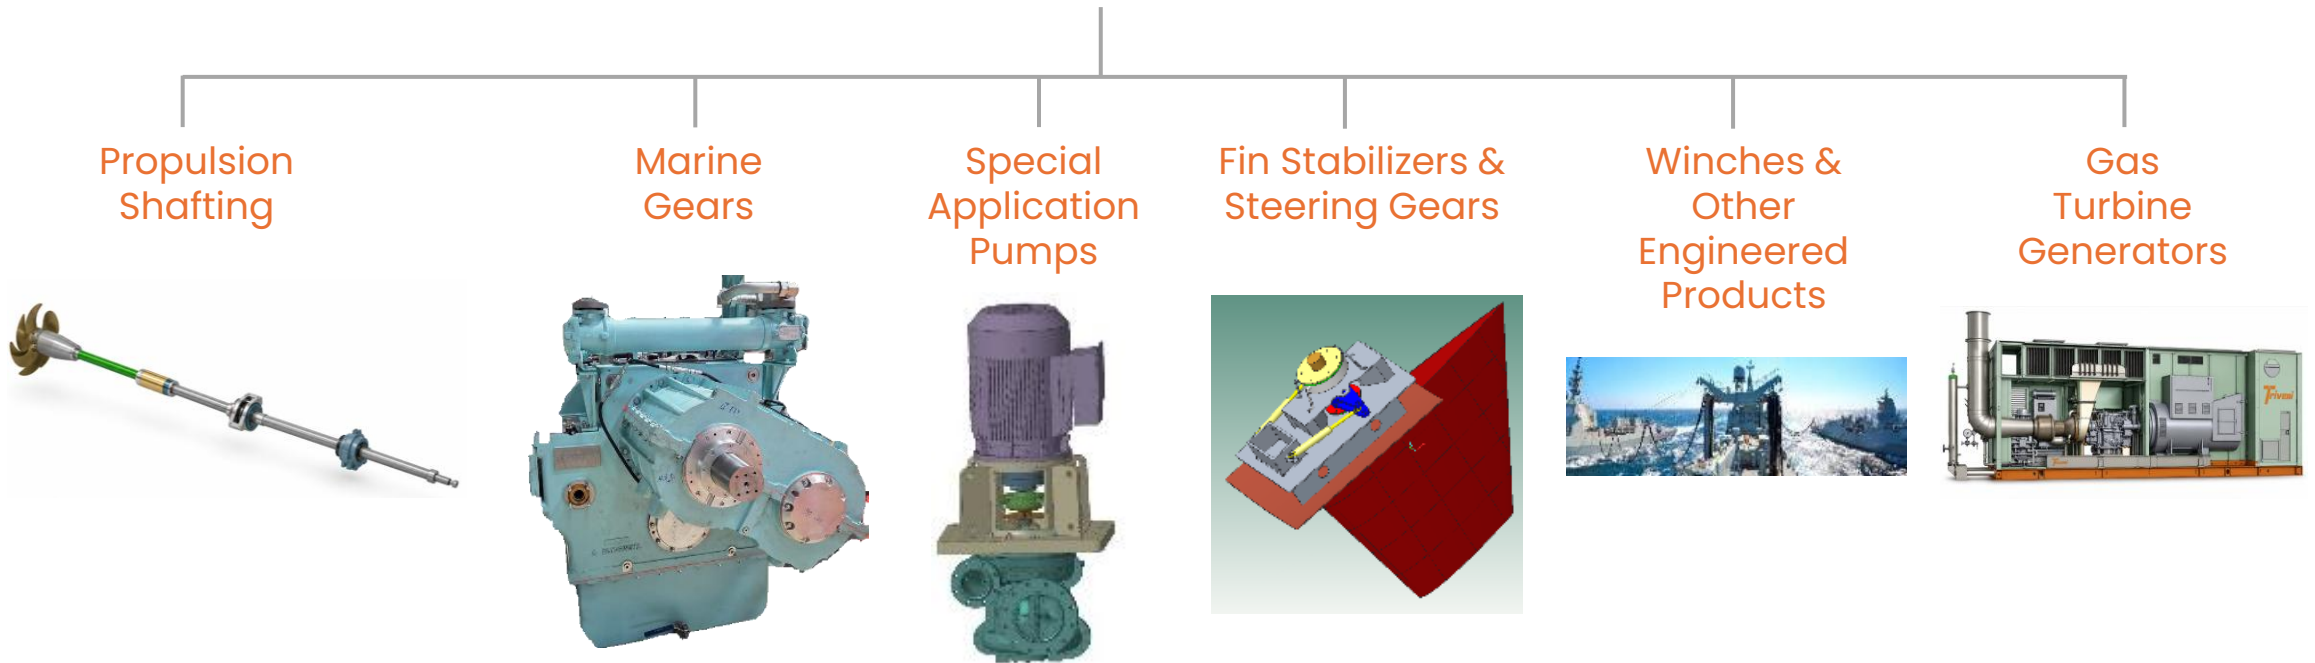 Propulsion
Shafting
Marine
Gears
Special
Application
Pumps
Fin Stabilizers &
Steering Gears
Winches &
Other
Engineered
Products
Gas
Turbine
Generators